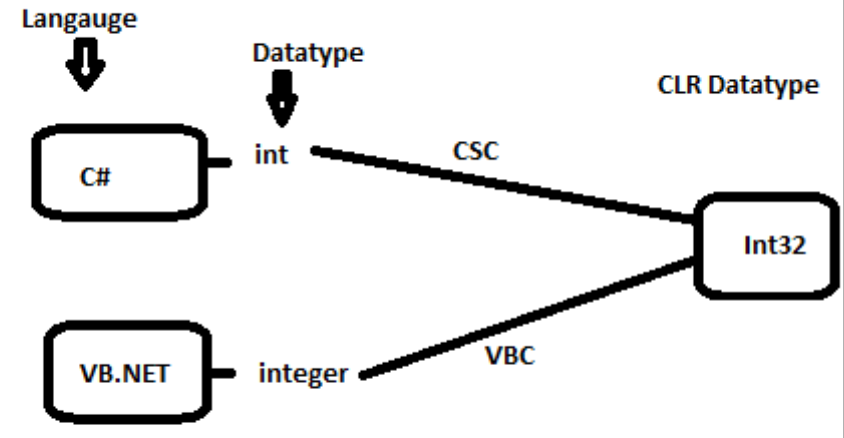 Langauge
Datatype
CLR Datatype
C#
int
CSC
Int32
VB.NET
integer
VBC